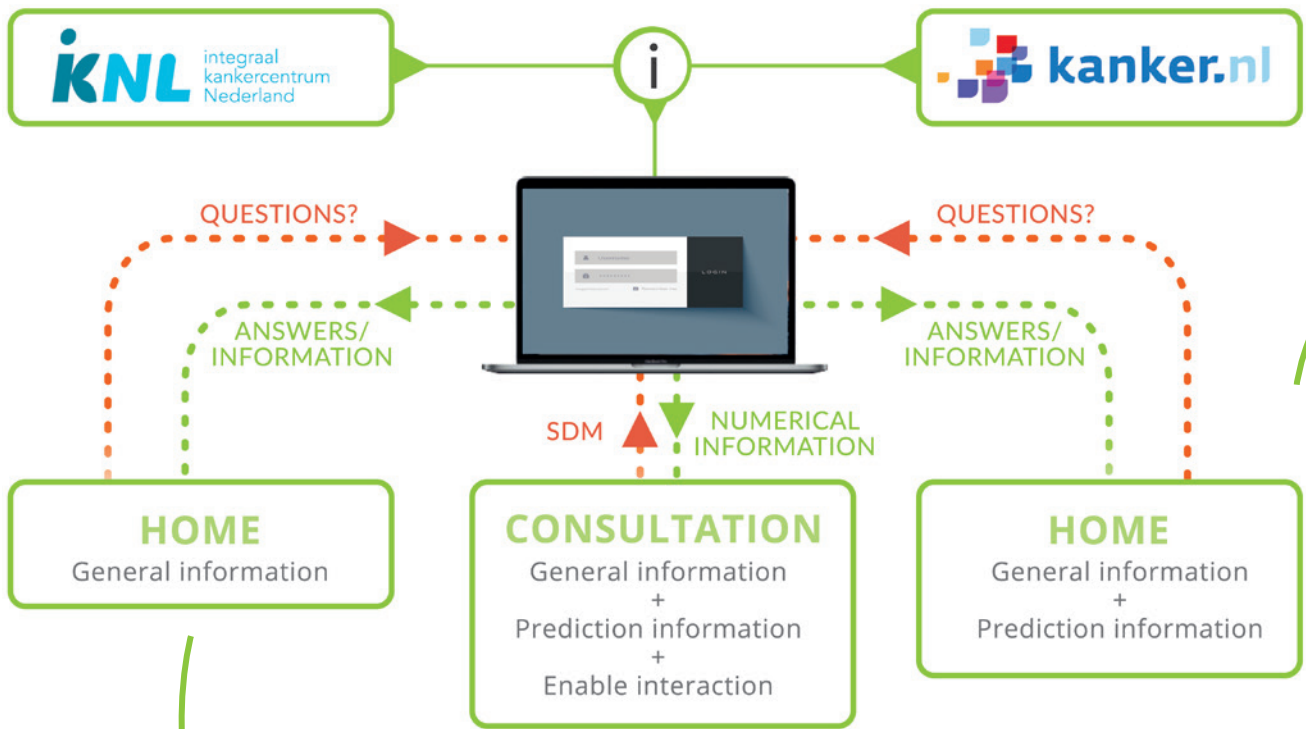 iKNL
integraal
kankercentrum
Nederland
i
kanker.nl
QUESTIONS?
QUESTIONS?
LOGIN
ANSWERS/
INFORMATION
ANSWERS/
INFORMATION
SDM
NUMERICAL
INFORMATION
HOME
General information
CONSULTATION
General information
+
Prediction information
+
Enable interaction
HOME
General information
+
Prediction information